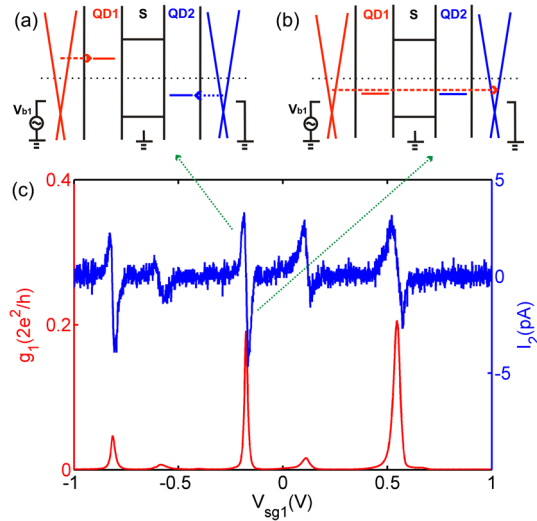 (a) QD1 S QD2
V_b1
(b) QD1 S QD2
V_b1
(c)
0.4
0.2
0
g_1(2e^2/h)
5
0
-5
I_2(pA)
-1 -0.5 0 0.5 1
V_sg1(V)